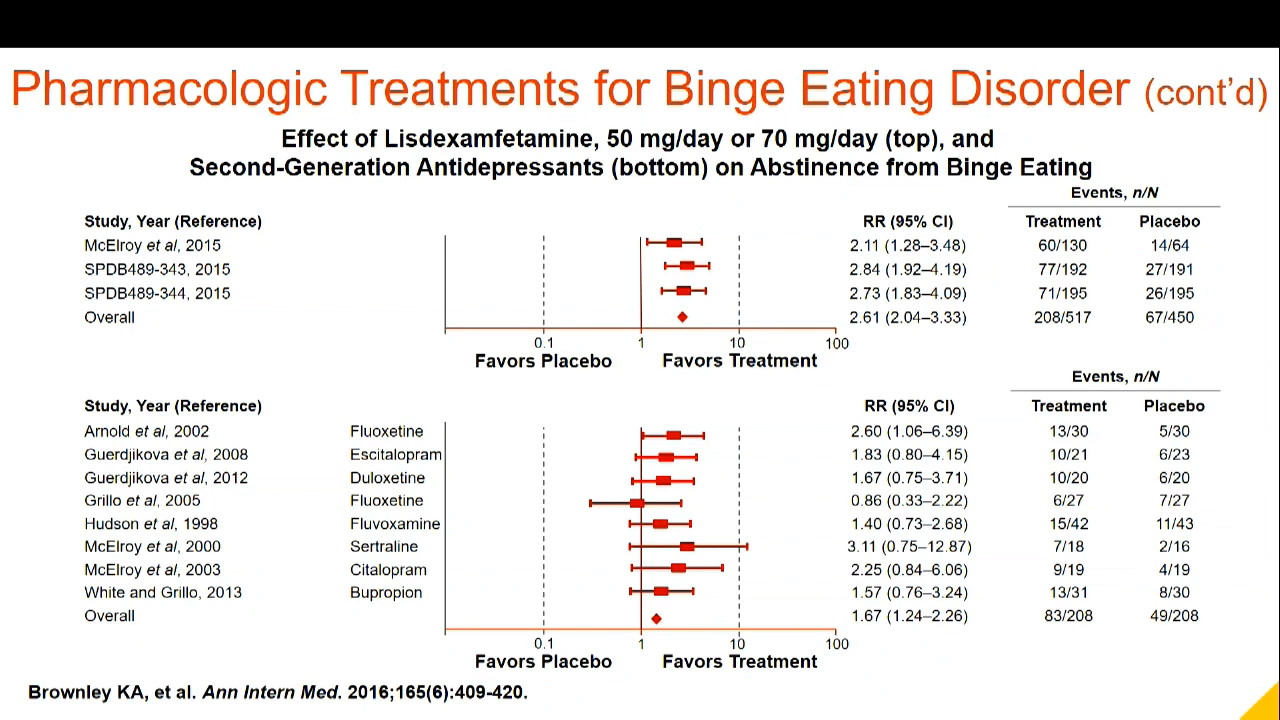 Pharmacologic Treatments for Binge Eating Disorder (cont'd)
Effect of Lisdexamfetamine, 50 mg/day or 70 mg/day (top), and
Second-Generation Antidepressants (bottom) on Abstinence from Binge Eating
Events, n/N
Study, Year (Reference) RR (95% CI) Treatment Placebo
McElroy et al, 2015 2.11 (1.28–3.48) 60/130 14/64
SPDB489-343, 2015 2.84 (1.92–4.19) 77/192 27/191
SPDB489-344, 2015 2.73 (1.83–4.09) 71/195 26/195
Overall 2.61 (2.04–3.33) 208/517 67/450
0.1 1 10 100
Favors Placebo Favors Treatment
Events, n/N
Study, Year (Reference) RR (95% CI) Treatment Placebo
Arnold et al, 2002 Fluoxetine 2.60 (1.06–6.39) 13/30 5/30
Guerdjikova et al, 2008 Escitalopram 1.83 (0.80–4.15) 10/21 6/23
Guerdjikova et al, 2012 Duloxetine 1.67 (0.75–3.71) 10/20 6/20
Grillo et al, 2005 Fluoxetine 0.86 (0.33–2.22) 6/27 7/27
Hudson et al, 1998 Fluvoxamine 1.40 (0.73–2.68) 15/42 11/43
McElroy et al, 2000 Sertraline 3.11 (0.75–12.87) 7/18 2/16
McElroy et al, 2003 Citalopram 2.25 (0.84–6.06) 9/19 4/19
White and Grillo, 2013 Bupropion 1.57 (0.76–3.24) 13/31 8/30
Overall 1.67 (1.24–2.26) 83/208 49/208
0.1 1 10 100
Favors Placebo Favors Treatment
Brownley KA, et al. Ann Intern Med. 2016;165(6):409-420.